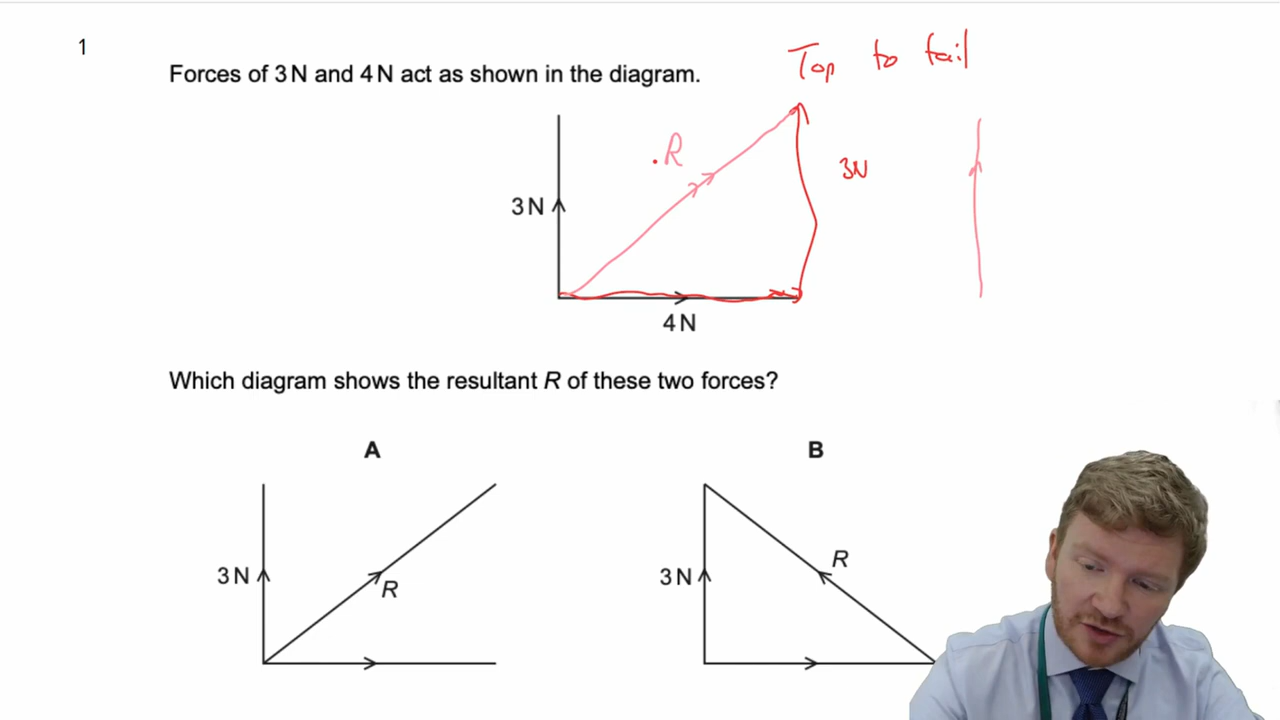 1
Top to tail
Forces of 3 N and 4 N act as shown in the diagram.
R
3N
3 N
4 N
Which diagram shows the resultant R of these two forces?
A
B
3 N
R
3 N
R